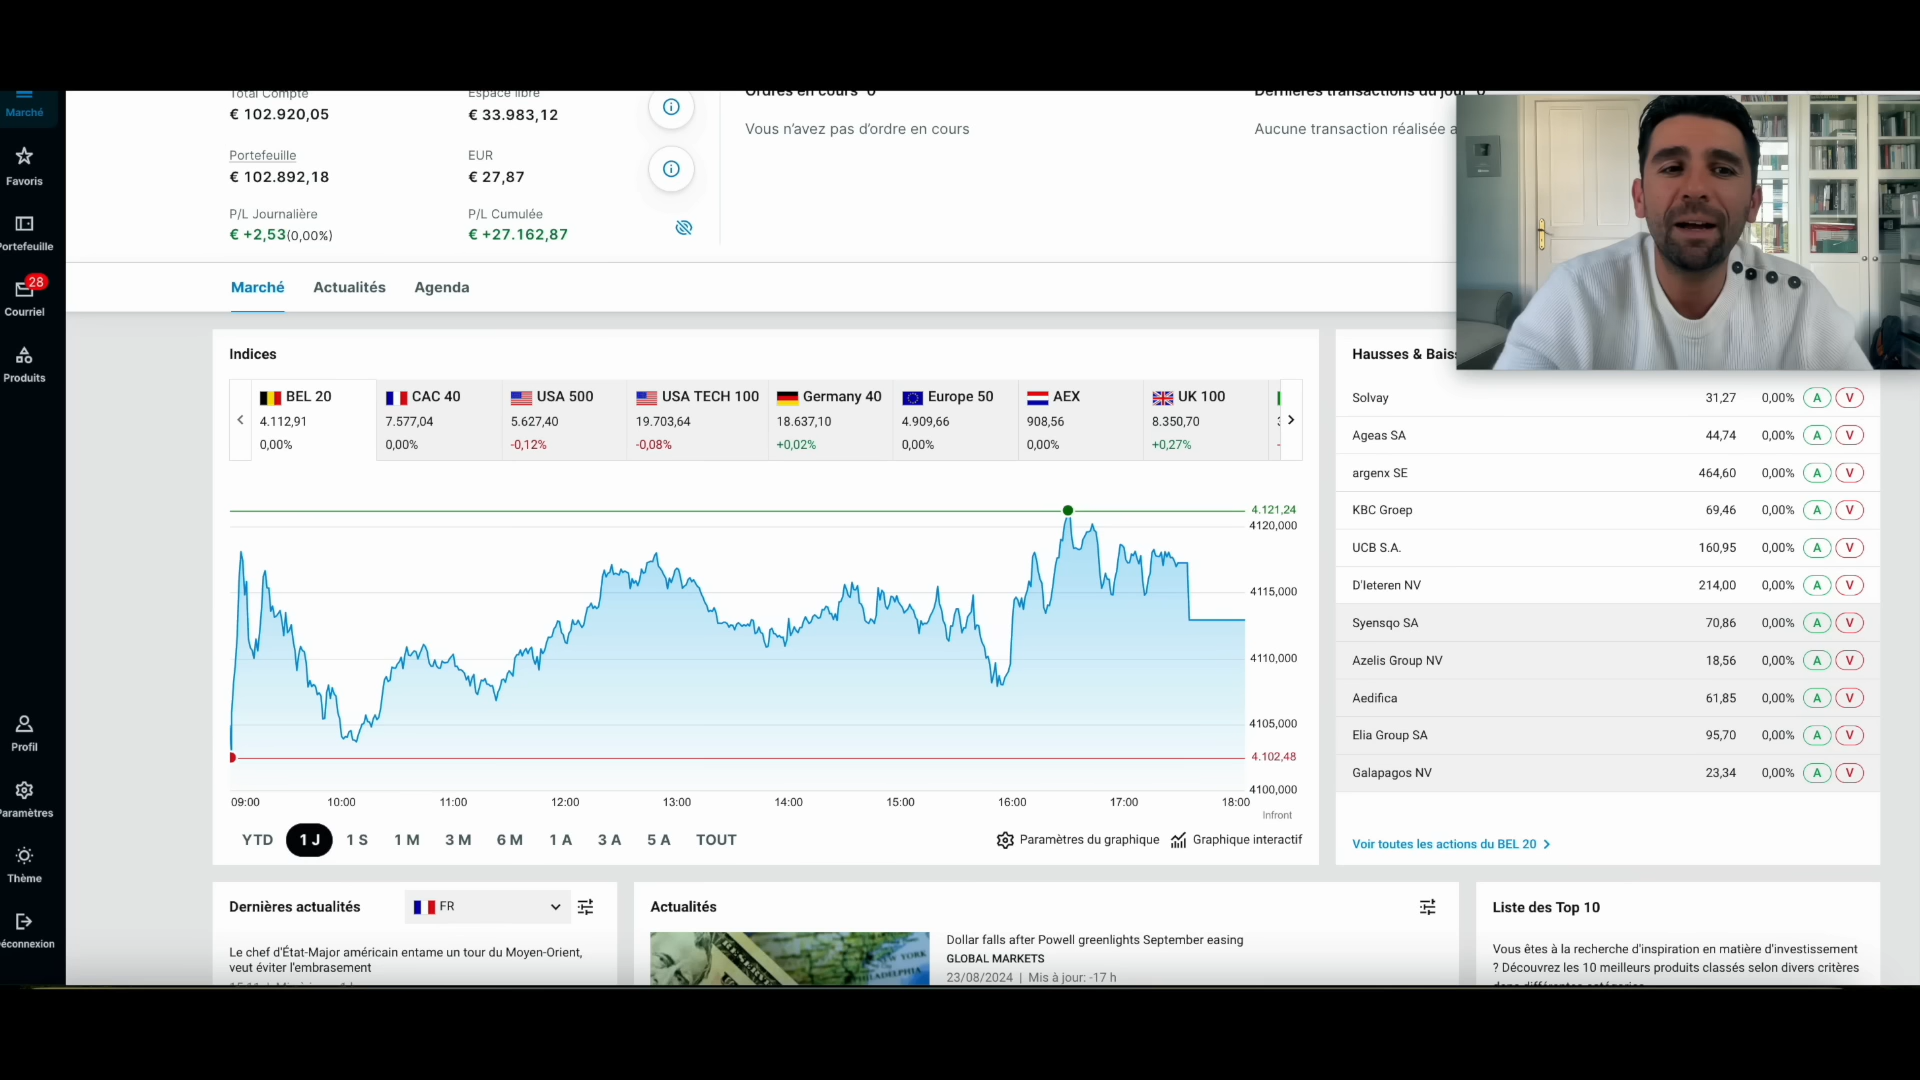 Total Compte
Espace libre
€ 102.920,05
€ 33.983,12
Portefeuille
EUR
€ 102.892,18
€ 27,87
P/L Journalière
P/L Cumulée
€ +2,53(0,00%)
€ +27.162,87
Ordres en cours 0
Vous n'avez pas d'ordre en cours
Dernières transactions du jour 0
Aucune transaction réalisée a
Marché
Favoris
Portefeuille
28
Courriel
Produits
Profil
Paramètres
Thème
Déconnexion
Marché Actualités Agenda
Indices
BEL 20
4.112,91
0,00%
CAC 40
7.577,04
0,00%
USA 500
5.627,40
-0,12%
USA TECH 100
19.703,64
-0,08%
Germany 40
18.637,10
+0,02%
Europe 50
4.909,66
0,00%
AEX
908,56
0,00%
UK 100
8.350,70
+0,27%
4.121,24
4120,000
4115,000
4110,000
4105,000
4.102,48
4100,000
09:00 10:00 11:00 12:00 13:00 14:00 15:00 16:00 17:00 18:00
Infront
YTD 1 J 1 S 1 M 3 M 6 M 1 A 3 A 5 A TOUT
Paramètres du graphique
Graphique interactif
Hausses & Bais
Solvay 31,27 0,00% A V
Ageas SA 44,74 0,00% A V
argenx SE 464,60 0,00% A V
KBC Groep 69,46 0,00% A V
UCB S.A. 160,95 0,00% A V
D'Ieteren NV 214,00 0,00% A V
Syensqo SA 70,86 0,00% A V
Azelis Group NV 18,56 0,00% A V
Aedifica 61,85 0,00% A V
Elia Group SA 95,70 0,00% A V
Galapagos NV 23,34 0,00% A V
Voir toutes les actions du BEL 20
Dernières actualités
FR
Le chef d'État-Major américain entame un tour du Moyen-Orient,
veut éviter l'embrasement
Actualités
Dollar falls after Powell greenlights September easing
GLOBAL MARKETS
23/08/2024 | Mis à jour: -17 h
NEW YORK
PHILADELPHIA
Liste des Top 10
Vous êtes à la recherche d'inspiration en matière d'investissement
? Découvrez les 10 meilleurs produits classés selon divers critères